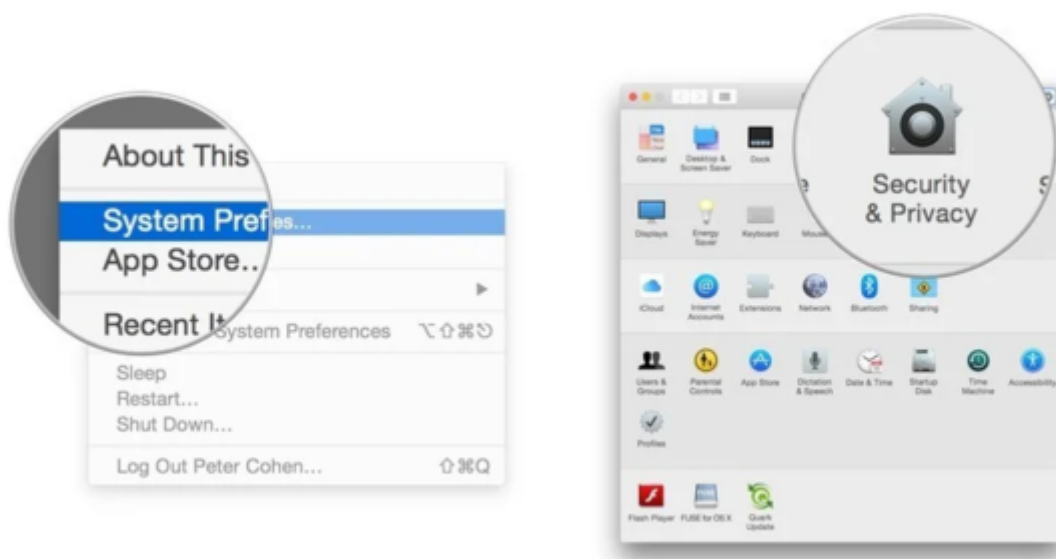 About This
System Pref
es...
App Store..
Recent It
System Preferences ⌥⇧⌘⎋
Sleep
Restart...
Shut Down...
Log Out Peter Cohen... ⇧⌘Q
Security
& Privacy
General
Desktop &
Screen Saver
Dock
Displays
Energy
Saver
Keyboard
Mouse
iCloud
Internet
Accounts
Extensions
Network
Bluetooth
Sharing
Users &
Groups
Parental
Controls
App Store
Dictation
& Speech
Date & Time
Startup
Disk
Time
Machine
Accessibility
Profiles
Flash Player
FUSE for OS X
Quark
Update